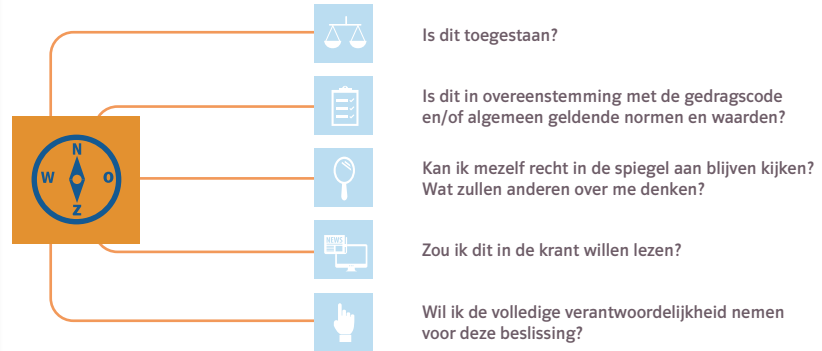 Is dit toegestaan?
Is dit in overeenstemming met de gedragscode
en/of algemeen geldende normen en waarden?
N
W O
Z
Kan ik mezelf recht in de spiegel aan blijven kijken?
Wat zullen anderen over me denken?
NEWS
Zou ik dit in de krant willen lezen?
Wil ik de volledige verantwoordelijkheid nemen
voor deze beslissing?